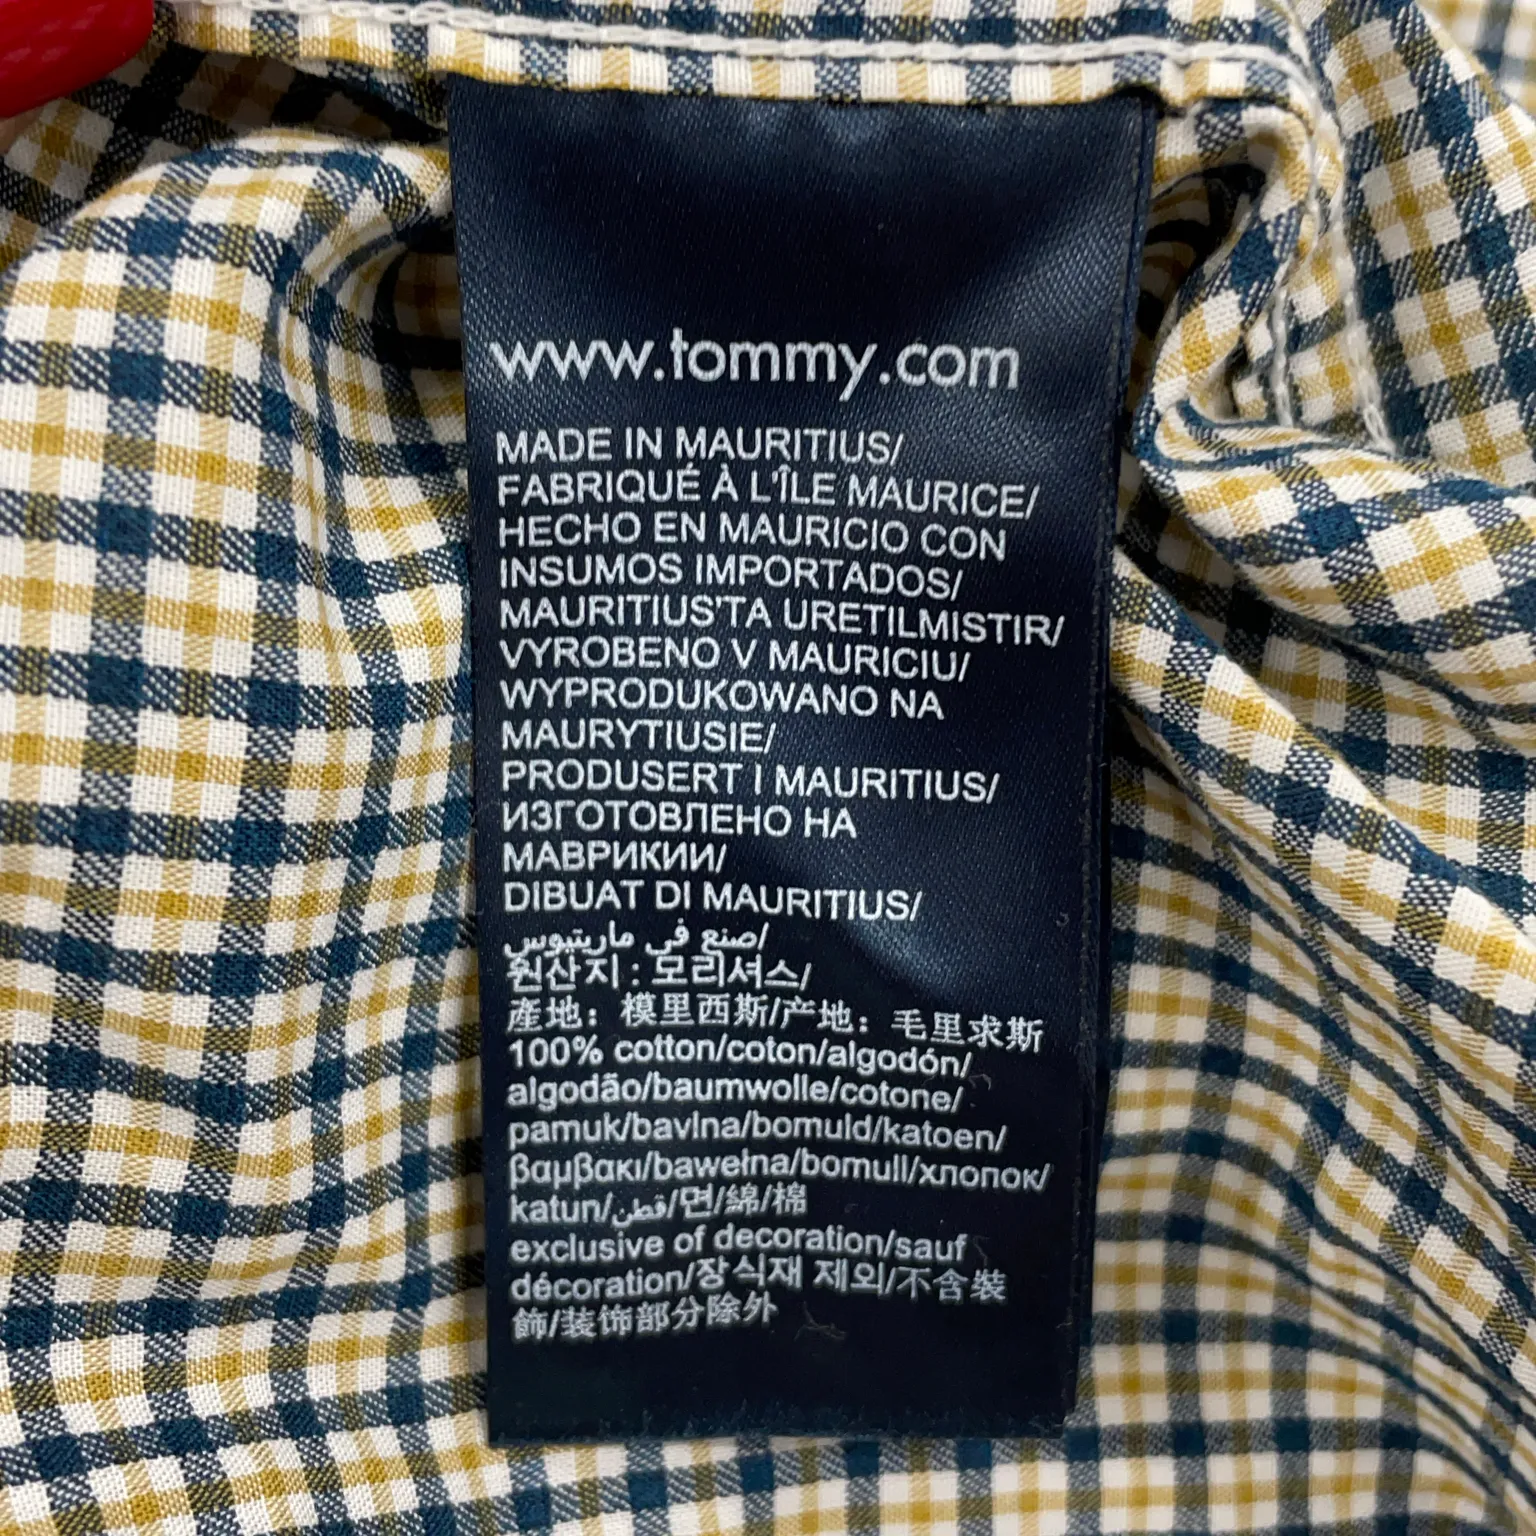 www.tommy.com
MADE IN MAURITIUS/
FABRIQUÉ À L'ÎLE MAURICE/
HECHO EN MAURICIO CON
INSUMOS IMPORTADOS/
MAURITIUS'TA URETILMISTIR/
VYROBENO V MAURICIU/
WYPRODUKOWANO NA
MAURYTIUSIE/
PRODUSERT I MAURITIUS/
ИЗГОТОВЛЕНО НА
МАВРИКИИ/
DIBUAT DI MAURITIUS/
صنع في ماريتيوس/
원산지 : 모리셔스/
產地：模里西斯/产地：毛里求斯
100% cotton/coton/algodón/
algodão/baumwolle/cotone/
pamuk/bavlna/bomuld/katoen/
βαμβακι/bawełna/bomull/хлопок/
katun/قطن/면/綿/棉
exclusive of decoration/sauf
décoration/장식재 제외/不含裝
飾/装饰部分除外